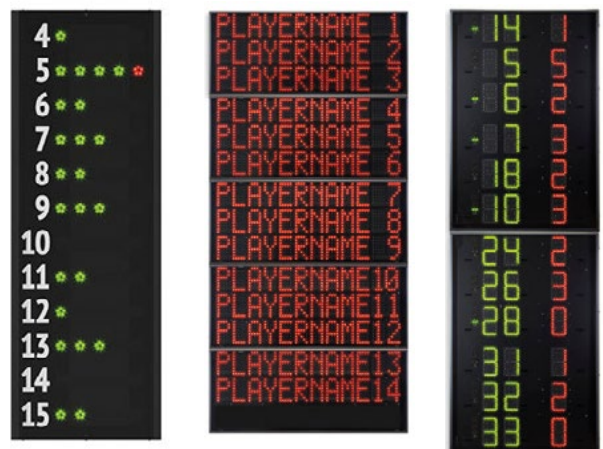 4
5
6
7
8
9
10
11
12
13
14
15
PLAYERNAME 1
PLAYERNAME 2
PLAYERNAME 3
PLAYERNAME 4
PLAYERNAME 5
PLAYERNAME 6
PLAYERNAME 7
PLAYERNAME 8
PLAYERNAME 9
PLAYERNAME10
PLAYERNAME11
PLAYERNAME12
PLAYERNAME13
PLAYERNAME14
14 1
5 5
6 2
7 3
18 2
10 3
24 2
26 3
28 0
31 1
32 2
33 0